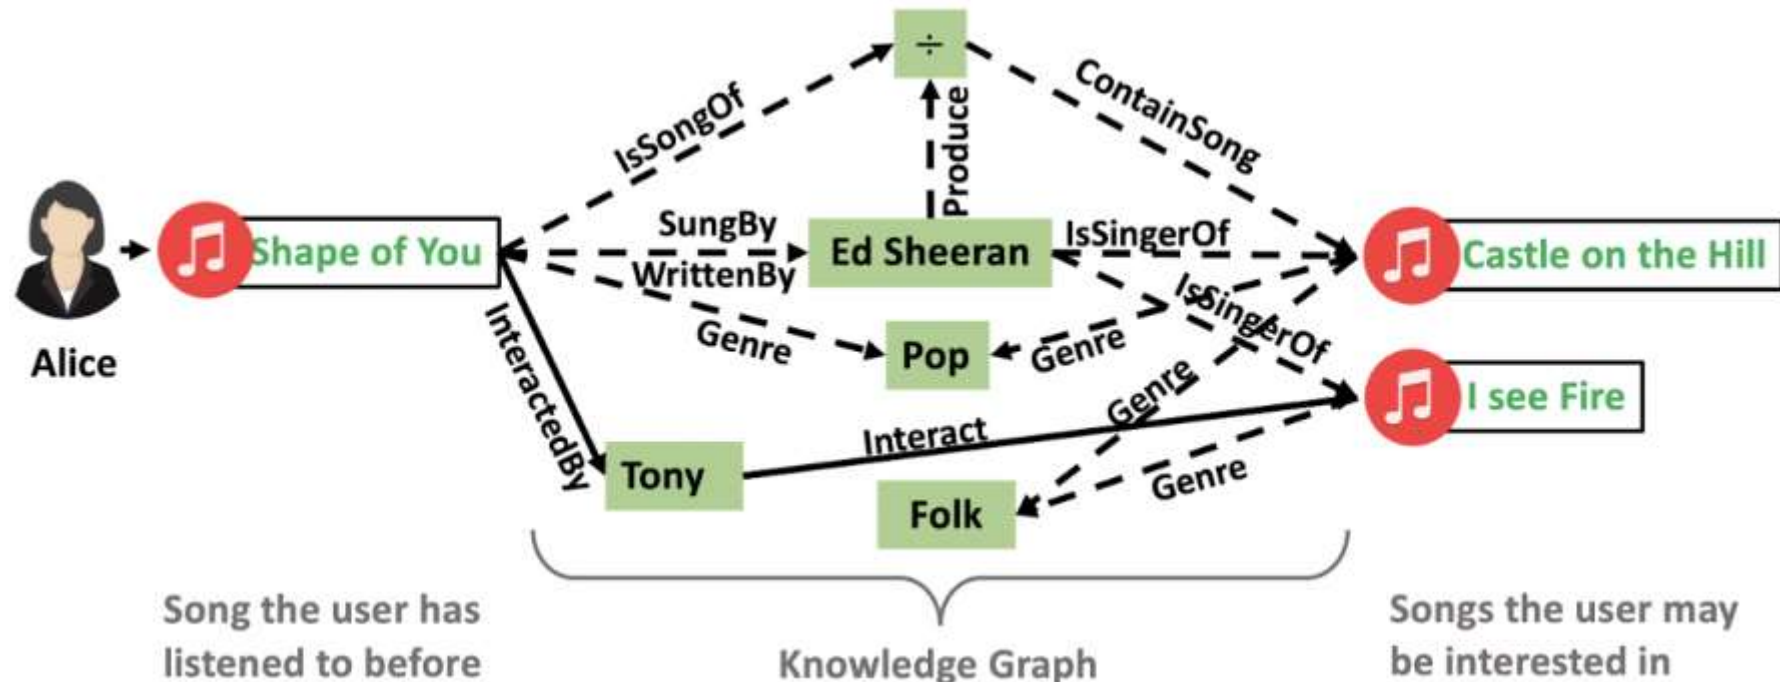 ÷
IsSongOf
ContainSong
Produce
SungBy
WrittenBy
Shape of You
Ed Sheeran
IsSingerOf
IsSingerOf
Castle on the Hill
Alice
Genre
Pop
Genre
InteractedBy
Genre
I see Fire
Interact
Tony
Genre
Folk
Song the user has
listened to before
Knowledge Graph
Songs the user may
be interested in